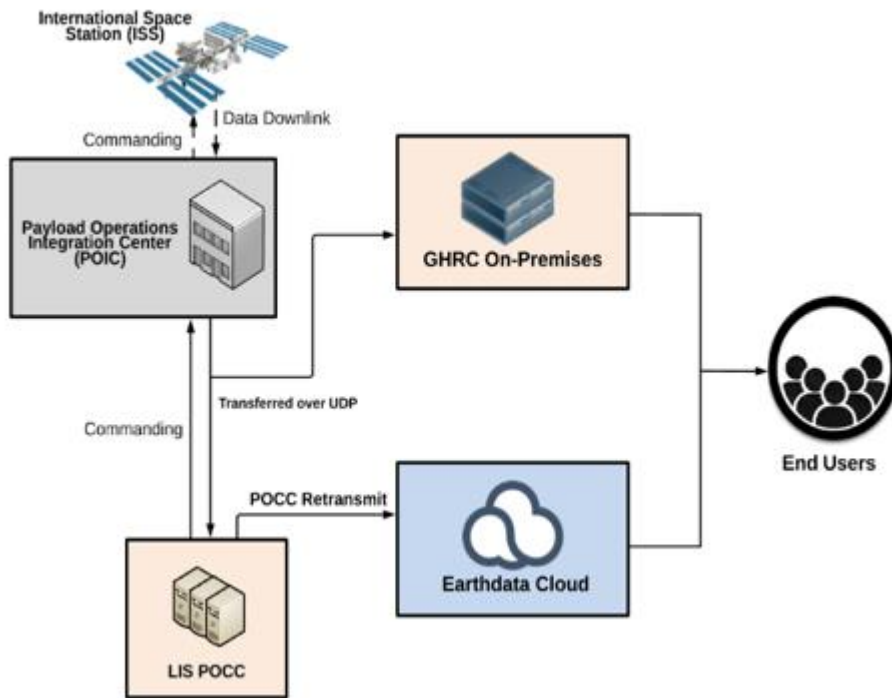 International Space
Station (ISS)
Commanding
Data Downlink
Payload Operations
Integration Center
(POIC)
GHRC On-Premises
Transferred over UDP
Commanding
End Users
POCC Retransmit
Earthdata Cloud
LIS POCC